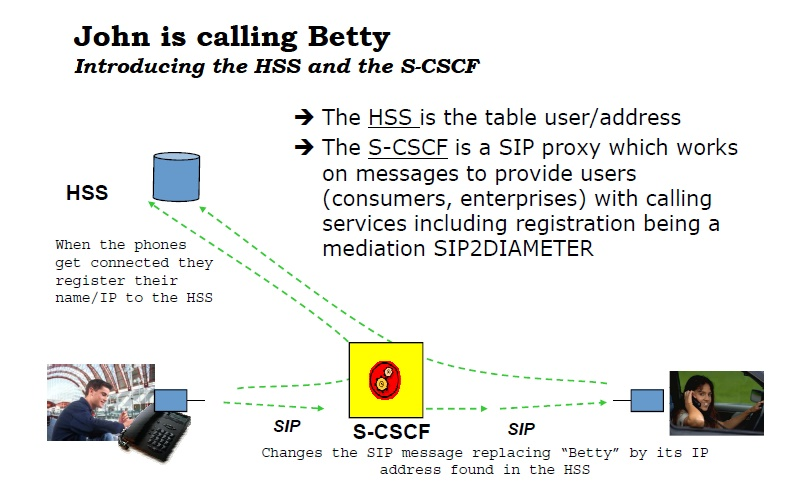 John is calling Betty
Introducing the HSS and the S-CSCF
➔ The HSS is the table user/address
➔ The S-CSCF is a SIP proxy which works
on messages to provide users
(consumers, enterprises) with calling
services including registration being a
mediation SIP2DIAMETER
HSS
When the phones
get connected they
register their
name/IP to the HSS
SIP
S-CSCF
SIP
Changes the SIP message replacing “Betty” by its IP
address found in the HSS